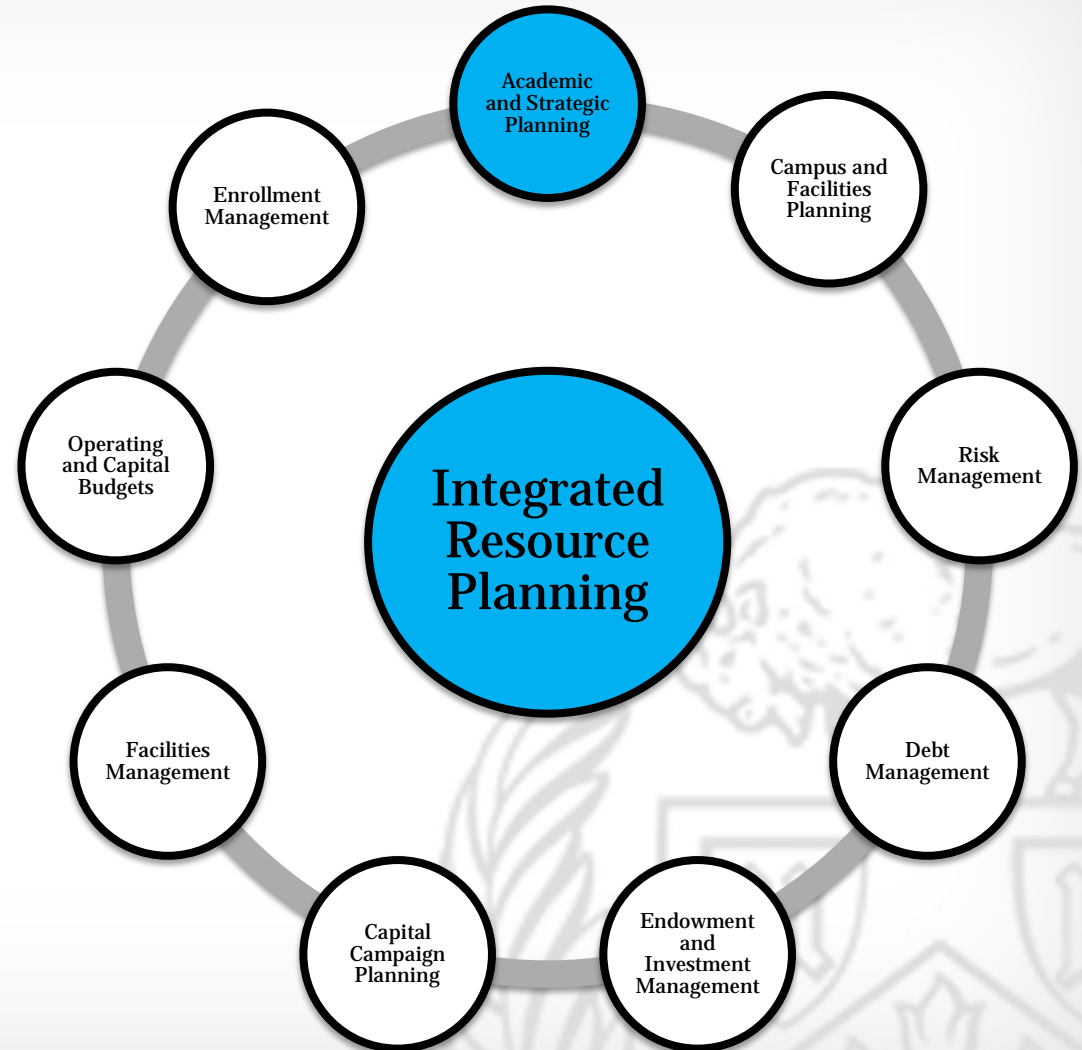 Academic
and Strategic
Planning
Campus and
Facilities
Planning
Risk
Management
Debt
Management
Endowment
and
Investment
Management
Capital
Campaign
Planning
Facilities
Management
Operating
and Capital
Budgets
Enrollment
Management
Integrated
Resource
Planning